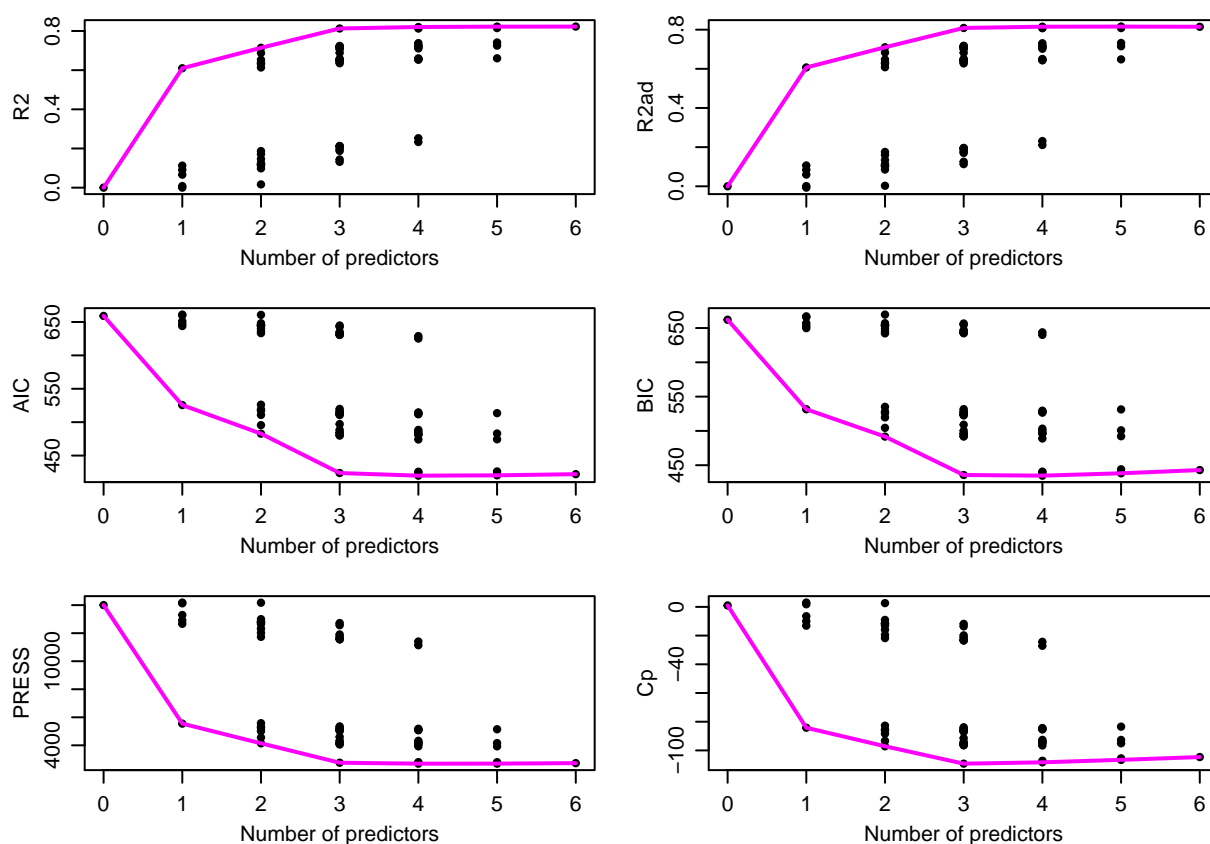 R2
0.0 0.4 0.8
0 1 2 3 4 5 6
Number of predictors
R2ad
0.0 0.4 0.8
0 1 2 3 4 5 6
Number of predictors
AIC
450 550 650
0 1 2 3 4 5 6
Number of predictors
BIC
450 550 650
0 1 2 3 4 5 6
Number of predictors
PRESS
4000 10000
0 1 2 3 4 5 6
Number of predictors
Cp
−100 −40 0
0 1 2 3 4 5 6
Number of predictors